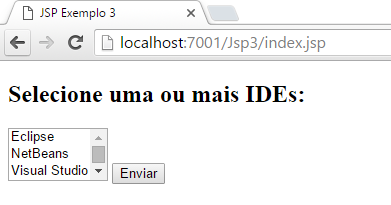 JSP Exemplo 3
localhost:7001/Jsp3/index.jsp
Selecione uma ou mais IDEs:
Eclipse
NetBeans
Visual Studio
Enviar